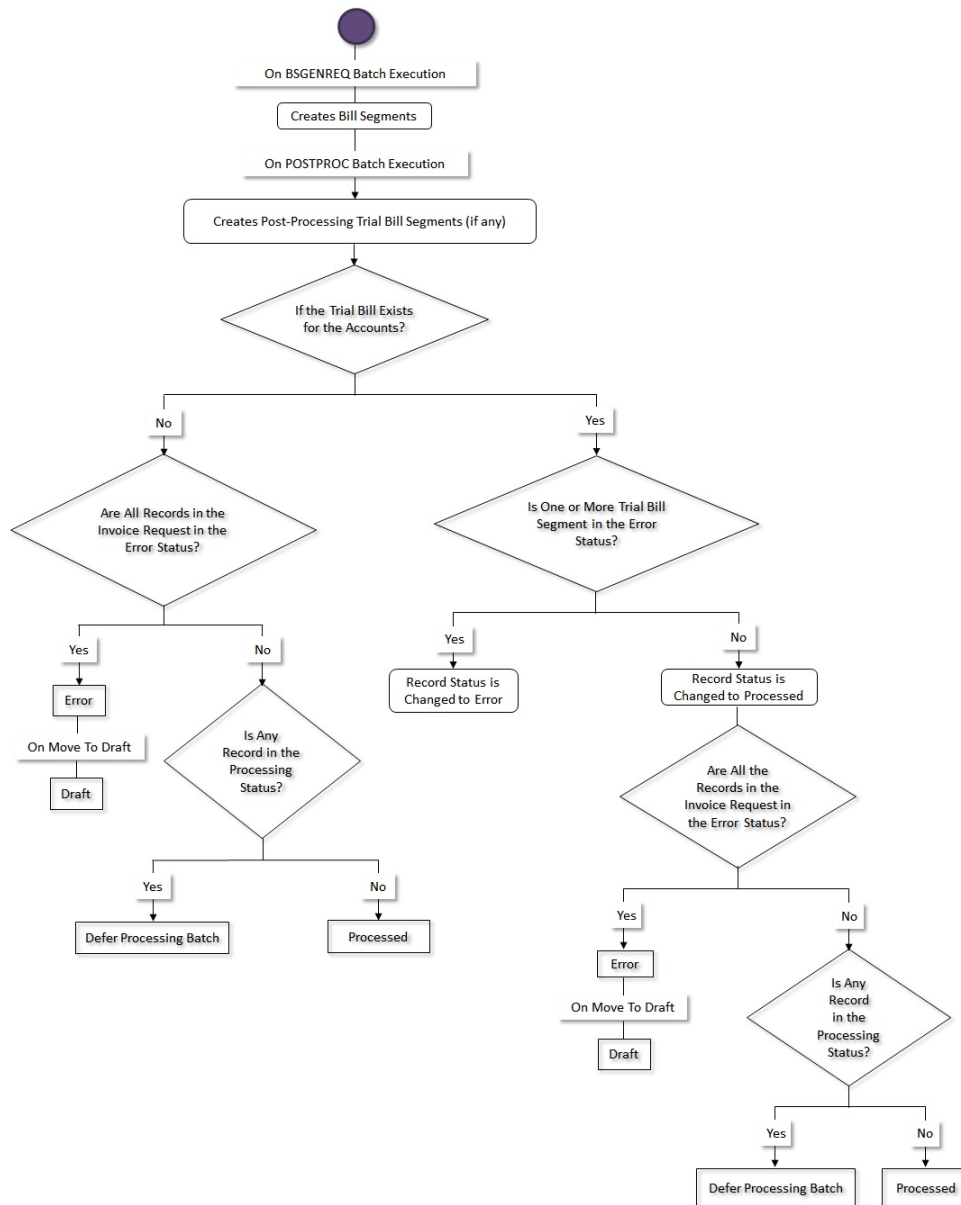 On BSGENREQ Batch Execution
Creates Bill Segments
On POSTPROC Batch Execution
Creates Post-Processing Trial Bill Segments (if any)
If the Trial Bill Exists
for the Accounts?
No
Yes
Are All Records in the
Invoice Request in the
Error Status?
Is One or More Trial Bill
Segment in the Error
Status?
Yes
No
Yes
No
Error
On Move To Draft
Draft
Is Any
Record in the
Processing
Status?
Record Status is
Changed to Error
Record Status is
Changed to Processed
Are All the
Records in the
Invoice Request in
the Error Status?
Yes
No
Defer Processing Batch
Processed
Yes
No
Error
On Move To Draft
Draft
Is Any
Record
in the
Processing
Status?
Yes
No
Defer Processing Batch
Processed